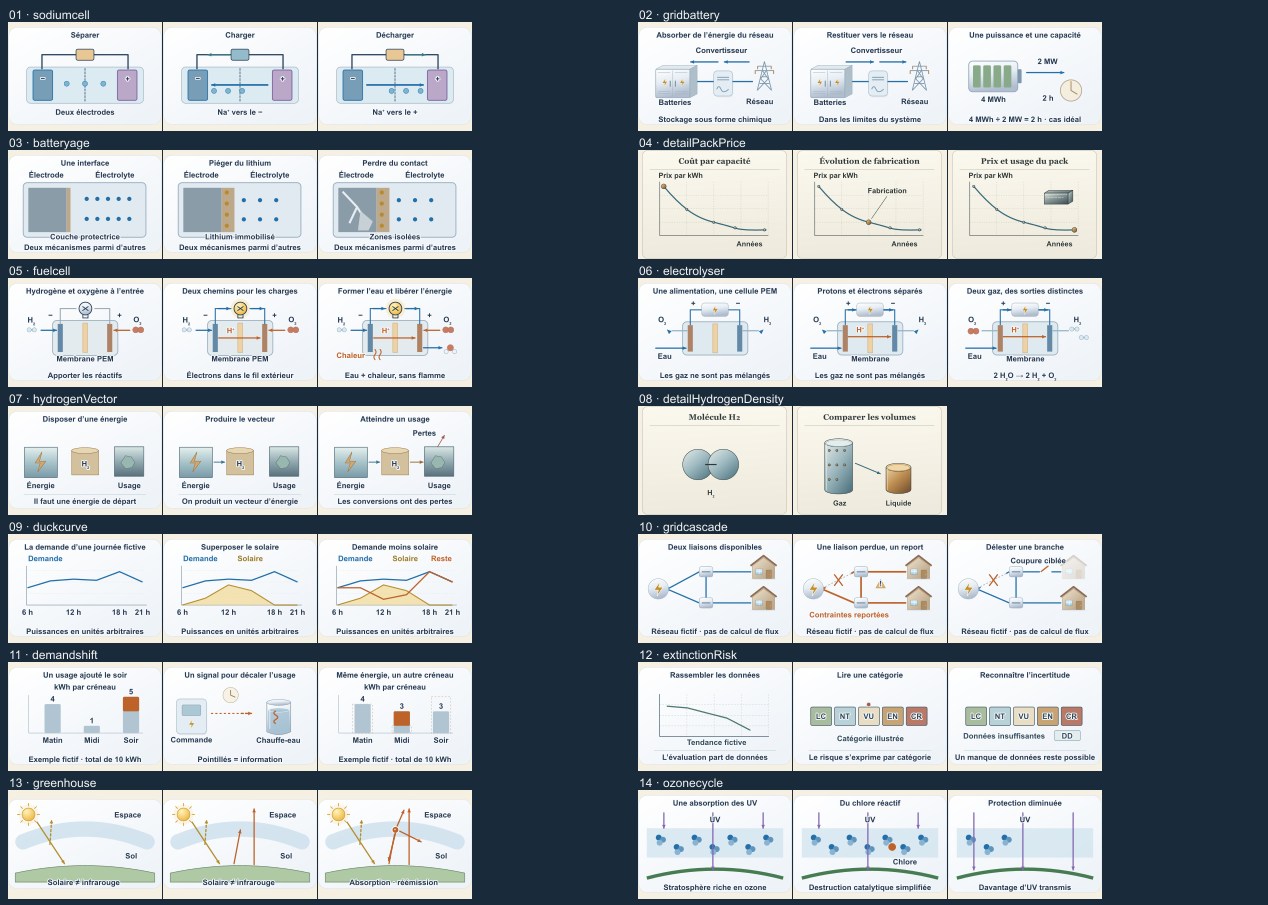 01 · sodiumcell
Séparer
Charger
Décharger
−
+
−
+
−
+
Deux électrodes
Na⁺ vers le −
Na⁺ vers le +
02 · gridbattery
Absorber de l'énergie du réseau
Restituer vers le réseau
Une puissance et une capacité
Convertisseur
Convertisseur
2 MW
Batteries
Réseau
Batteries
Réseau
4 MWh
2 h
Stockage sous forme chimique
Dans les limites du système
4 MWh ÷ 2 MW = 2 h · cas idéal
03 · batteryage
Une interface
Piéger du lithium
Perdre du contact
Électrode
Électrolyte
Électrode
Électrolyte
Électrode
Électrolyte
Couche protectrice
Lithium immobilisé
Zones isolées
Deux mécanismes parmi d'autres
Deux mécanismes parmi d'autres
Deux mécanismes parmi d'autres
04 · detailPackPrice
Coût par capacité
Évolution de fabrication
Prix et usage du pack
Prix par kWh
Prix par kWh
Prix par kWh
Fabrication
Années
Années
Années
05 · fuelcell
Hydrogène et oxygène à l'entrée
Deux chemins pour les charges
Former l'eau et libérer l'énergie
−
+
−
+
−
+
H₂
O₂
H₂
O₂
H₂
O₂
H⁺
H⁺
Membrane PEM
Membrane PEM
Chaleur
Apporter les réactifs
Électrons dans le fil extérieur
Eau + chaleur, sans flamme
06 · electrolyser
Une alimentation, une cellule PEM
Protons et électrons séparés
Deux gaz, des sorties distinctes
+
−
+
−
+
−
O₂
H₂
O₂
H₂
O₂
H₂
H⁺
H⁺
Eau
Eau
Membrane
Eau
Membrane
Les gaz ne sont pas mélangés
Les gaz ne sont pas mélangés
2 H₂O → 2 H₂ + O₂
07 · hydrogenVector
Disposer d'une énergie
Produire le vecteur
Atteindre un usage
Pertes
H₂
H₂
H₂
Énergie
Usage
Énergie
Usage
Énergie
Usage
Il faut une énergie de départ
On produit un vecteur d'énergie
Les conversions ont des pertes
08 · detailHydrogenDensity
Molécule H₂
Comparer les volumes
H₂
Gaz
Liquide
09 · duckcurve
La demande d'une journée fictive
Superposer le solaire
Demande moins solaire
Demande
Demande
Solaire
Demande
Solaire
Reste
6 h
12 h
18 h
21 h
6 h
12 h
18 h
21 h
6 h
12 h
18 h
21 h
Puissances en unités arbitraires
Puissances en unités arbitraires
Puissances en unités arbitraires
10 · gridcascade
Deux liaisons disponibles
Une liaison perdue, un report
Délester une branche
Coupure ciblée
Contraintes reportées
Réseau fictif · pas de calcul de flux
Réseau fictif · pas de calcul de flux
Réseau fictif · pas de calcul de flux
11 · demandshift
Un usage ajouté le soir
Un signal pour décaler l'usage
Même énergie, un autre créneau
kWh par créneau
kWh par créneau
4
1
5
4
3
3
Matin
Midi
Soir
Commande
Chauffe-eau
Matin
Midi
Soir
Exemple fictif · total de 10 kWh
Pointillés = information
Exemple fictif · total de 10 kWh
12 · extinctionRisk
Rassembler les données
Lire une catégorie
Reconnaître l'incertitude
LC
NT
VU
EN
CR
LC
NT
VU
EN
CR
Tendance fictive
Catégorie illustrée
Données insuffisantes
DD
L'évaluation part de données
Le risque s'exprime par catégorie
Un manque de données reste possible
13 · greenhouse
Espace
Espace
Espace
Sol
Sol
Sol
Solaire ≠ infrarouge
Solaire ≠ infrarouge
Absorption · réémission
14 · ozonecycle
Une absorption des UV
Du chlore réactif
Protection diminuée
UV
UV
UV
Chlore
Stratosphère riche en ozone
Destruction catalytique simplifiée
Davantage d'UV transmis